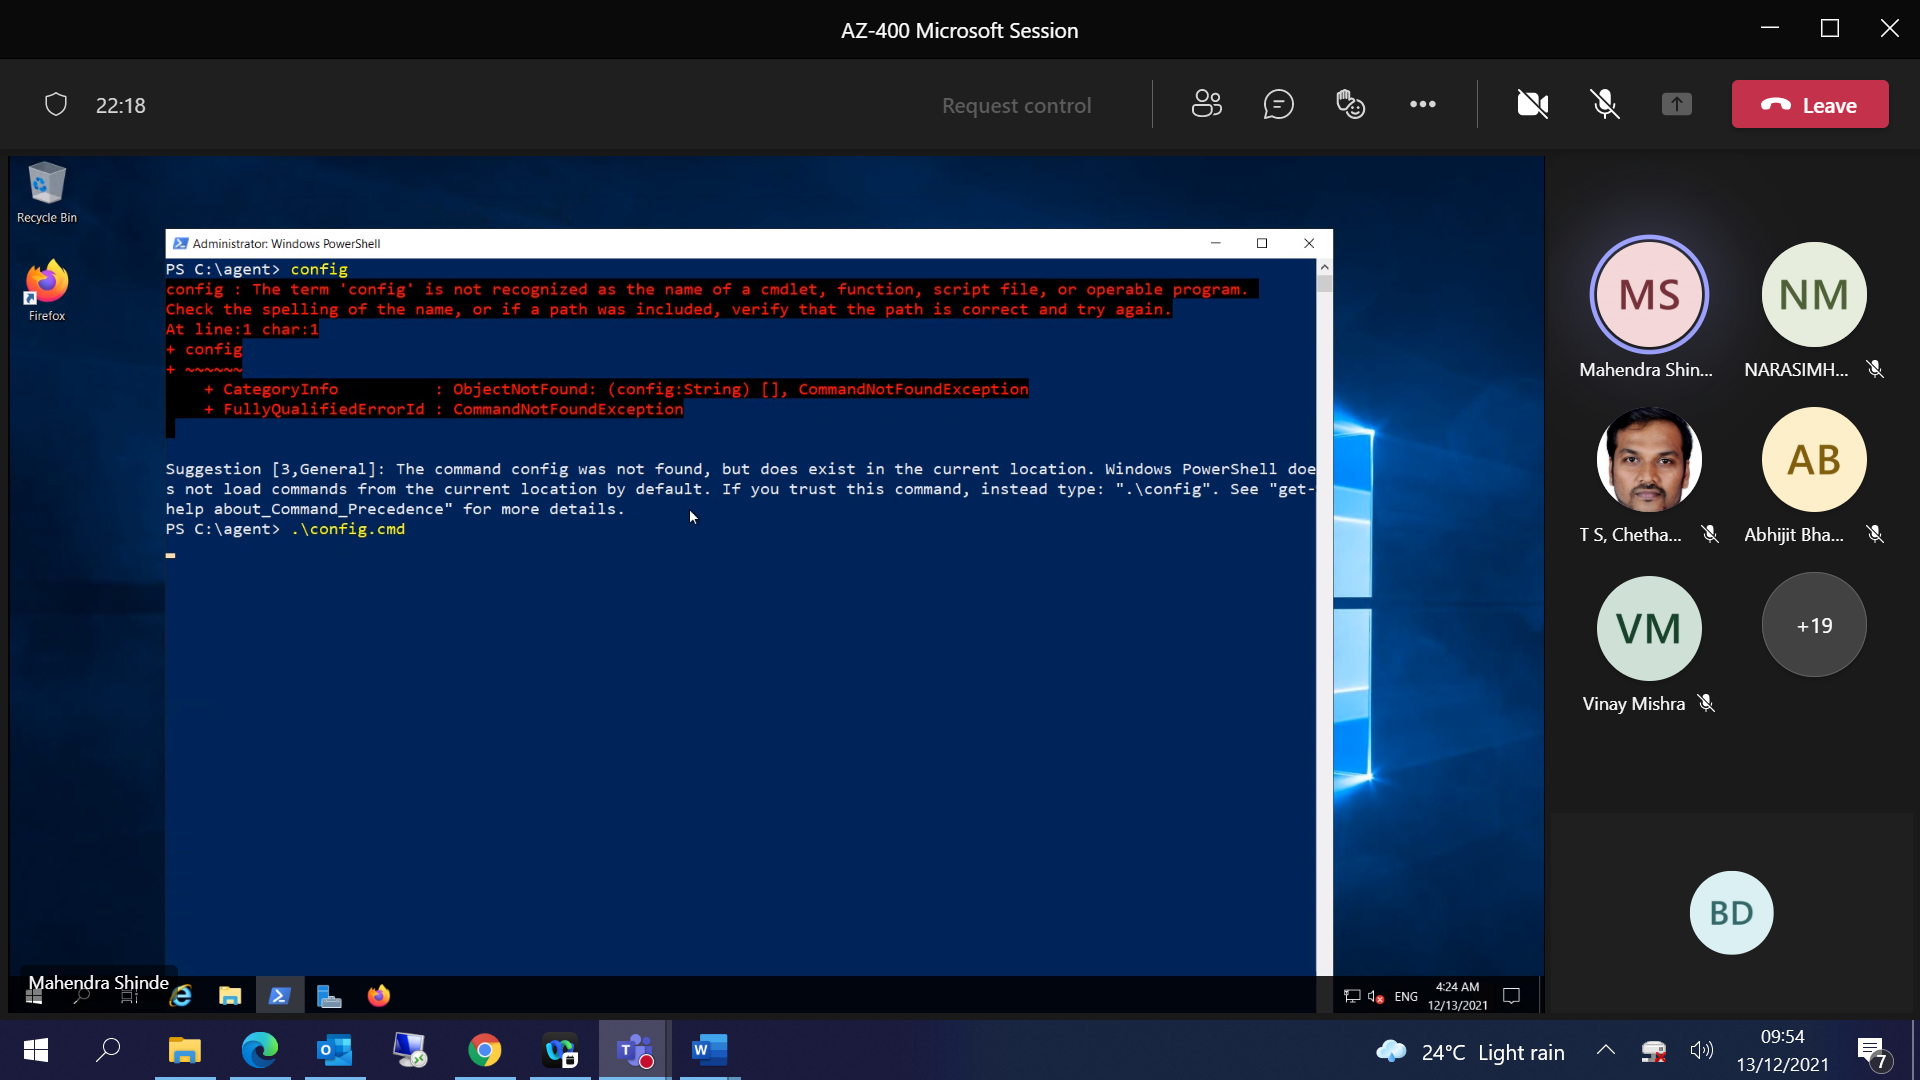 AZ-400 Microsoft Session
22:18
Request control
Leave
Recycle Bin
Firefox
Administrator: Windows PowerShell
PS C:\agent> config
config : The term 'config' is not recognized as the name of a cmdlet, function, script file, or operable program.
Check the spelling of the name, or if a path was included, verify that the path is correct and try again.
At line:1 char:1
+ config
+ ~~~~~~
    + CategoryInfo          : ObjectNotFound: (config:String) [], CommandNotFoundException
    + FullyQualifiedErrorId : CommandNotFoundException
Suggestion [3,General]: The command config was not found, but does exist in the current location. Windows PowerShell doe
s not load commands from the current location by default. If you trust this command, instead type: ".\config". See "get-
help about_Command_Precedence" for more details.
PS C:\agent> .\config.cmd
MS
NM
Mahendra Shin...
NARASIMH...
AB
T S, Chetha...
Abhijit Bha...
VM
+19
Vinay Mishra
BD
Mahendra Shinde
ENG
4:24 AM
12/13/2021
24°C Light rain
09:54
13/12/2021
7